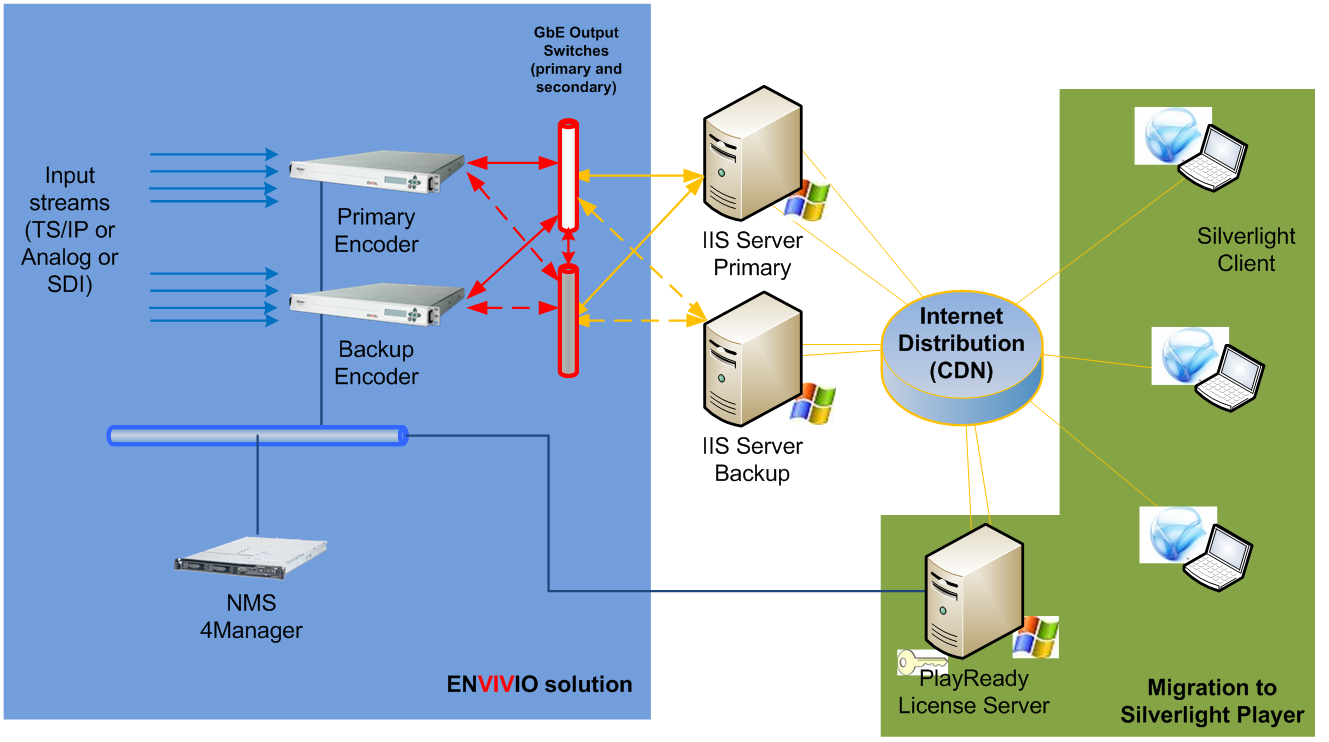 GbE Output
Switches
(primary and
secondary)
Input
streams
(TS/IP or
Analog or
SDI)
Primary
Encoder
Backup
Encoder
IIS Server
Primary
IIS Server
Backup
Internet
Distribution
(CDN)
Silverlight
Client
NMS
4Manager
ENVIVIO solution
PlayReady
License Server
Migration to
Silverlight Player